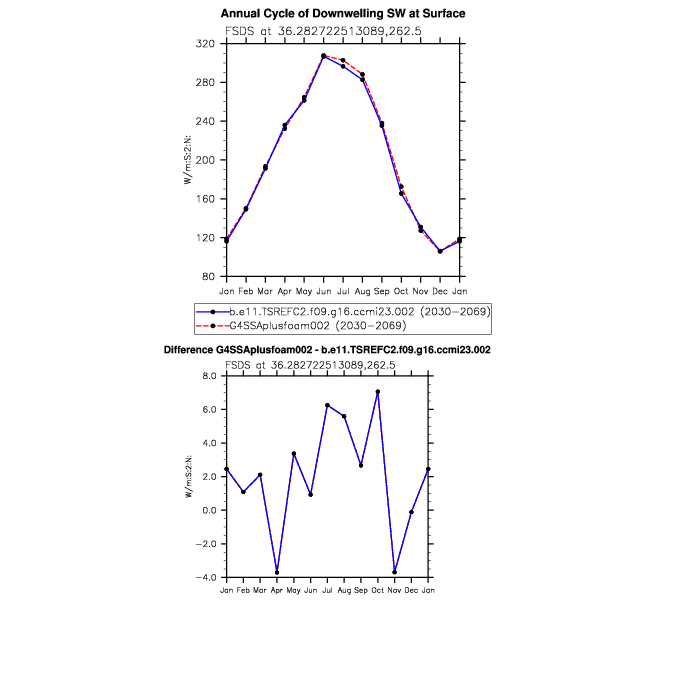 Annual Cycle of Downwelling SW at Surface
FSDS at 36.282722513089,262.5
320
280
240
200
160
120
80
W/m:S:2:N:
Jan Feb Mar Apr May Jun Jul Aug Sep Oct Nov Dec Jan
b.e11.TSREFC2.f09.g16.ccmi23.002 (2030-2069)
G4SSAplusfoam002 (2030-2069)
Difference G4SSAplusfoam002 - b.e11.TSREFC2.f09.g16.ccmi23.002
FSDS at 36.282722513089,262.5
8.0
6.0
4.0
2.0
0.0
-2.0
-4.0
W/m:S:2:N:
Jan Feb Mar Apr May Jun Jul Aug Sep Oct Nov Dec Jan